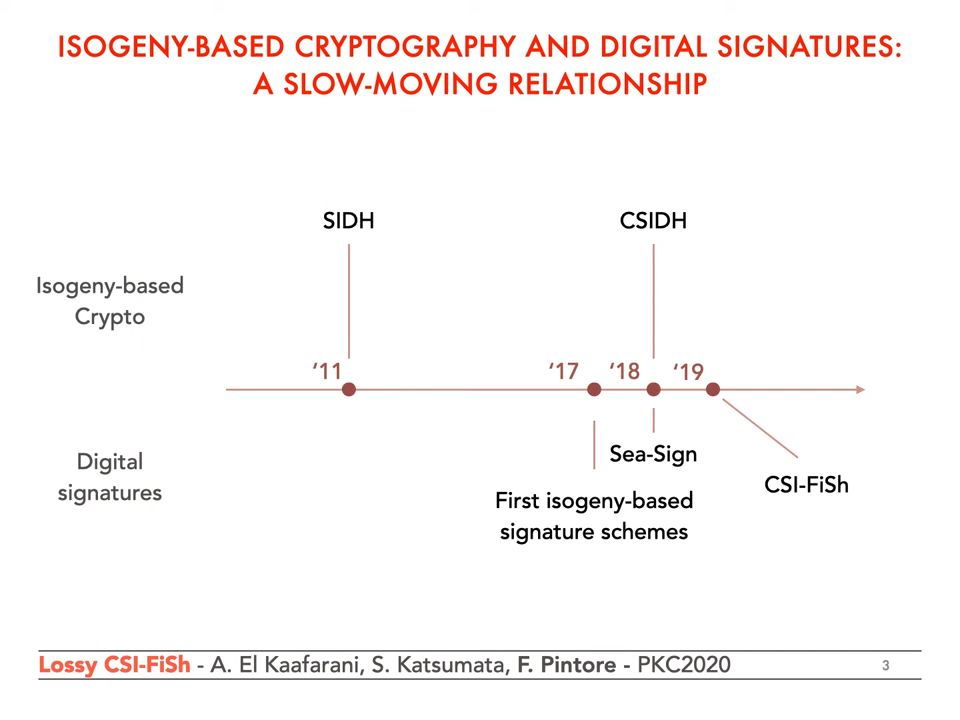 ISOGENY-BASED CRYPTOGRAPHY AND DIGITAL SIGNATURES:
A SLOW-MOVING RELATIONSHIP
SIDH
CSIDH
Isogeny-based
Crypto
‘11
‘17
‘18
‘19
Digital
signatures
Sea-Sign
CSI-FiSh
First isogeny-based
signature schemes
Lossy CSI-FiSh - A. El Kaafarani, S. Katsumata, F. Pintore - PKC2020
3